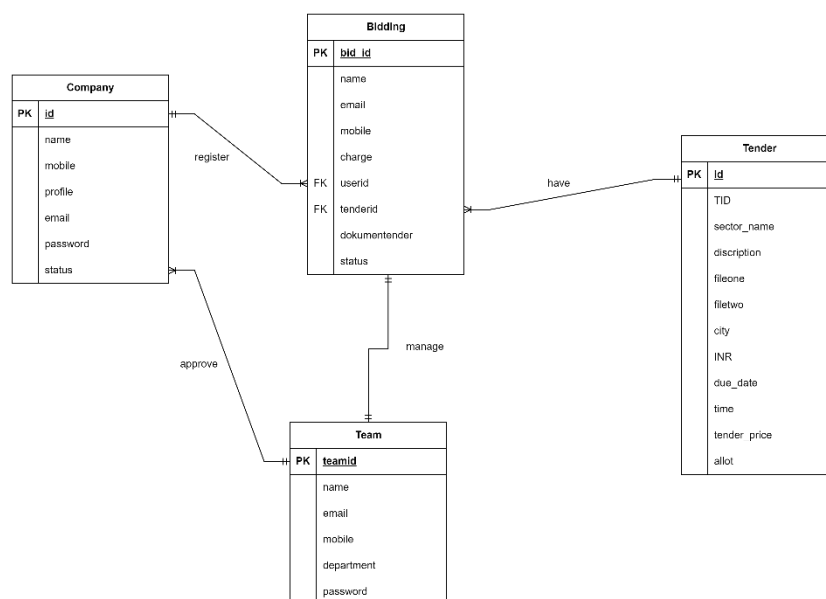 Bidding
PK bid_id
name
email
mobile
charge
FK userid
FK tenderid
dokumentender
status
Company
PK id
name
mobile
profile
email
password
status
register
have
Tender
PK id
TID
sector_name
discription
fileone
filetwo
city
INR
due_date
time
tender_price
allot
manage
approve
Team
PK teamid
name
email
mobile
department
password